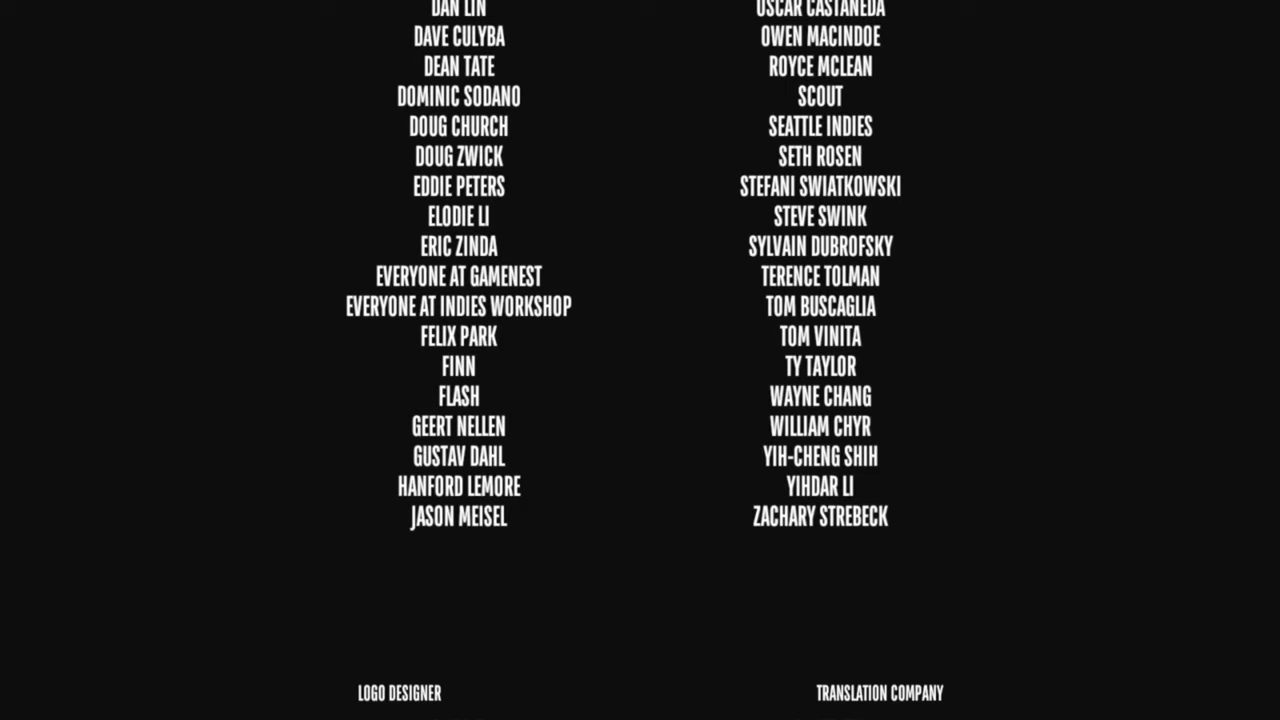 DAN LIN
DAVE CULYBA
DEAN TATE
DOMINIC SODANO
DOUG CHURCH
DOUG ZWICK
EDDIE PETERS
ELODIE LI
ERIC ZINDA
EVERYONE AT GAMENEST
EVERYONE AT INDIES WORKSHOP
FELIX PARK
FINN
FLASH
GEERT NELLEN
GUSTAV DAHL
HANFORD LEMORE
JASON MEISEL
OSCAR CASTANEDA
OWEN MACINDOE
ROYCE MCLEAN
SCOUT
SEATTLE INDIES
SETH ROSEN
STEFANI SWIATKOWSKI
STEVE SWINK
SYLVAIN DUBROFSKY
TERENCE TOLMAN
TOM BUSCAGLIA
TOM VINITA
TY TAYLOR
WAYNE CHANG
WILLIAM CHYR
YIH-CHENG SHIH
YIHDAR LI
ZACHARY STREBECK
LOGO DESIGNER
TRANSLATION COMPANY